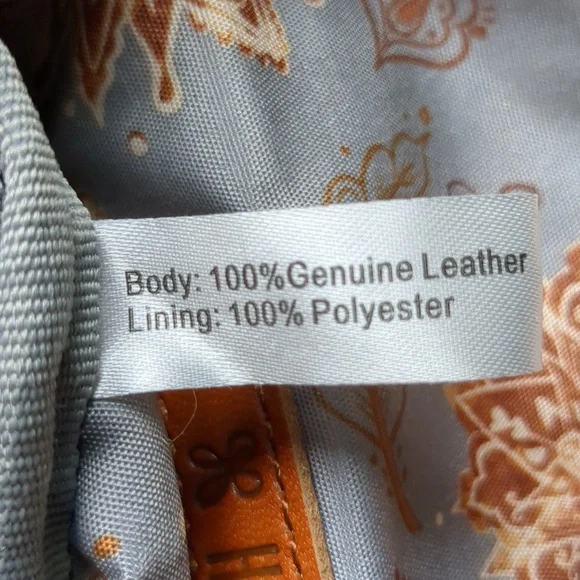 Body: 100%Genuine Leather
Lining: 100% Polyester
H